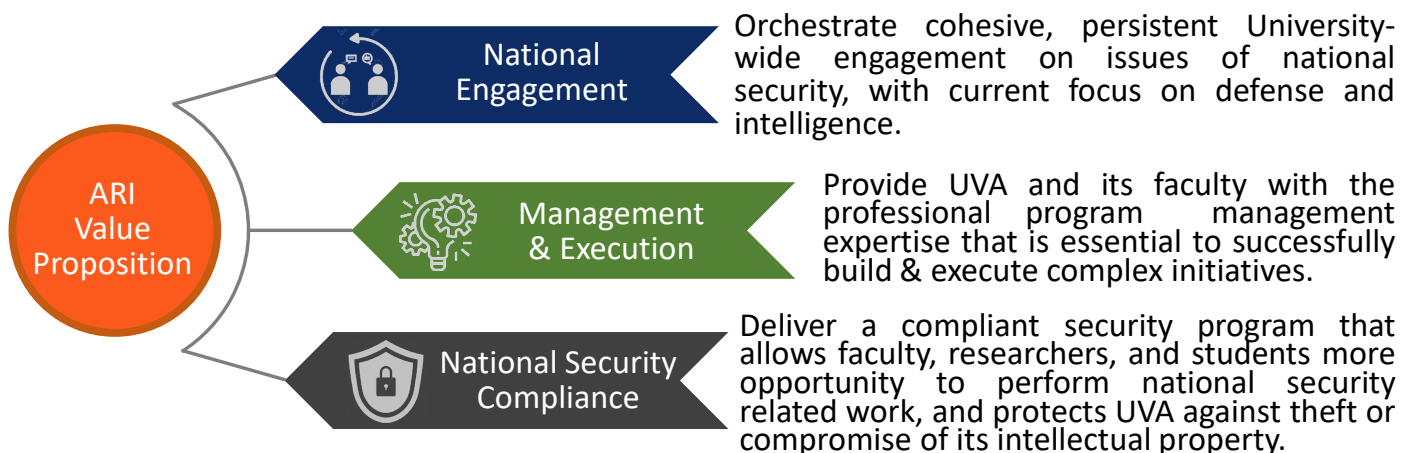 ARI
Value
Proposition
National
Engagement
Orchestrate cohesive, persistent University-
wide engagement on issues of national
security, with current focus on defense and
intelligence.
Management
& Execution
Provide UVA and its faculty with the
professional program management
expertise that is essential to successfully
build & execute complex initiatives.
National Security
Compliance
Deliver a compliant security program that
allows faculty, researchers, and students more
opportunity to perform national security
related work, and protects UVA against theft or
compromise of its intellectual property.